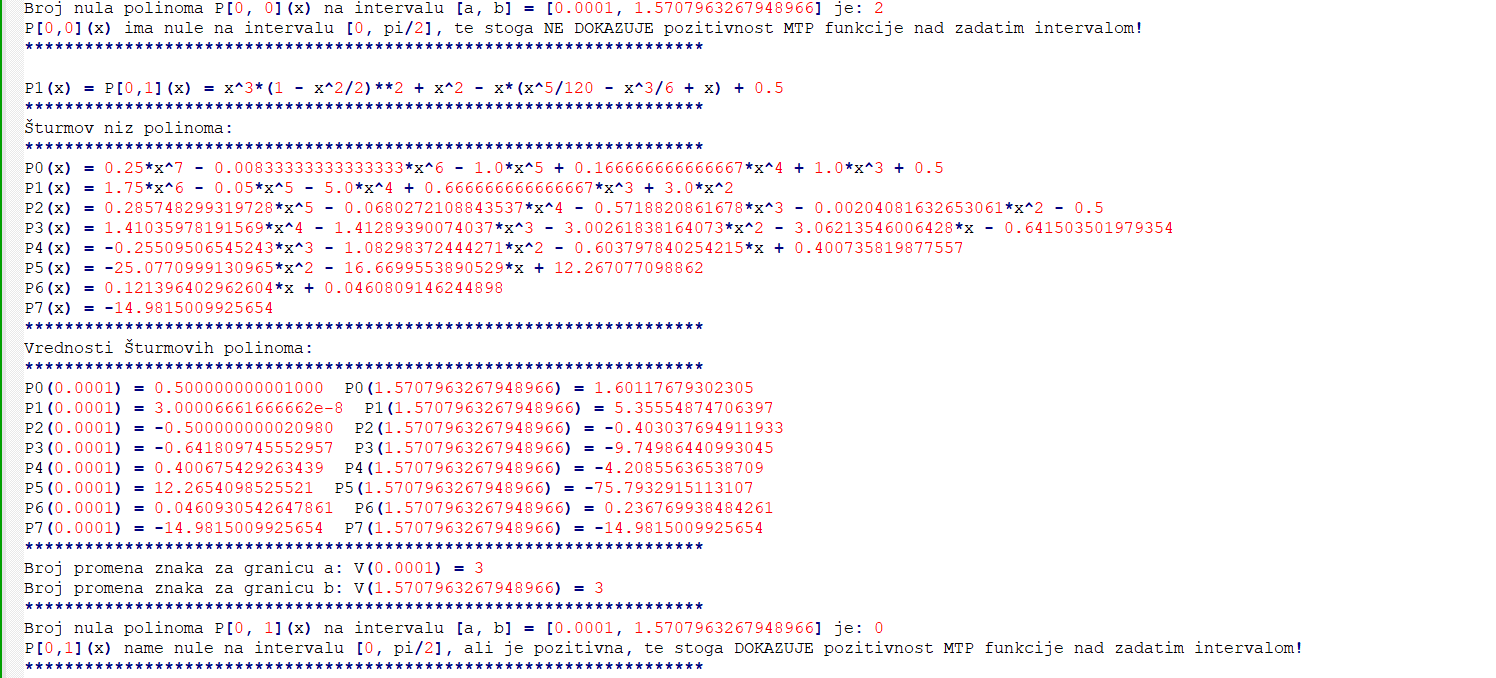 Broj nula polinoma P[0, 0](x) na intervalu [a, b] = [0.0001, 1.5707963267948966] je: 2
P[0,0](x) ima nule na intervalu [0, pi/2], te stoga NE DOKAZUJE pozitivnost MTP funkcije nad zadatim intervalom!
********************************************************************
P1(x) = P[0,1](x) = x^3*(1 - x^2/2)**2 + x^2 - x*(x^5/120 - x^3/6 + x) + 0.5
********************************************************************
Šturmov niz polinoma:
********************************************************************
P0(x) = 0.25*x^7 - 0.00833333333333333*x^6 - 1.0*x^5 + 0.166666666666667*x^4 + 1.0*x^3 + 0.5
P1(x) = 1.75*x^6 - 0.05*x^5 - 5.0*x^4 + 0.666666666666667*x^3 + 3.0*x^2
P2(x) = 0.285748299319728*x^5 - 0.0680272108843537*x^4 - 0.5718820861678*x^3 - 0.00204081632653061*x^2 - 0.5
P3(x) = 1.41035978191569*x^4 - 1.41289390074037*x^3 - 3.00261838164073*x^2 - 3.06213546006428*x - 0.641503501979354
P4(x) = -0.25509506545243*x^3 - 1.08298372444271*x^2 - 0.603797840254215*x + 0.400735819877557
P5(x) = -25.0770999130965*x^2 - 16.6699553890529*x + 12.267077098862
P6(x) = 0.121396402962604*x + 0.0460809146244898
P7(x) = -14.9815009925654
********************************************************************
Vrednosti Šturmovih polinoma:
********************************************************************
P0(0.0001) = 0.500000000001000  P0(1.5707963267948966) = 1.60117679302305
P1(0.0001) = 3.00006661666662e-8  P1(1.5707963267948966) = 5.35554874706397
P2(0.0001) = -0.500000000020980  P2(1.5707963267948966) = -0.403037694911933
P3(0.0001) = -0.641809745552957  P3(1.5707963267948966) = -9.74986440993045
P4(0.0001) = 0.400675429263439  P4(1.5707963267948966) = -4.20855636538709
P5(0.0001) = 12.2654098525521  P5(1.5707963267948966) = -75.7932915113107
P6(0.0001) = 0.0460930542647861  P6(1.5707963267948966) = 0.236769938484261
P7(0.0001) = -14.9815009925654  P7(1.5707963267948966) = -14.9815009925654
********************************************************************
Broj promena znaka za granicu a: V(0.0001) = 3
Broj promena znaka za granicu b: V(1.5707963267948966) = 3
********************************************************************
Broj nula polinoma P[0, 1](x) na intervalu [a, b] = [0.0001, 1.5707963267948966] je: 0
P[0,1](x) name nule na intervalu [0, pi/2], ali je pozitivna, te stoga DOKAZUJE pozitivnost MTP funkcije nad zadatim intervalom!
********************************************************************